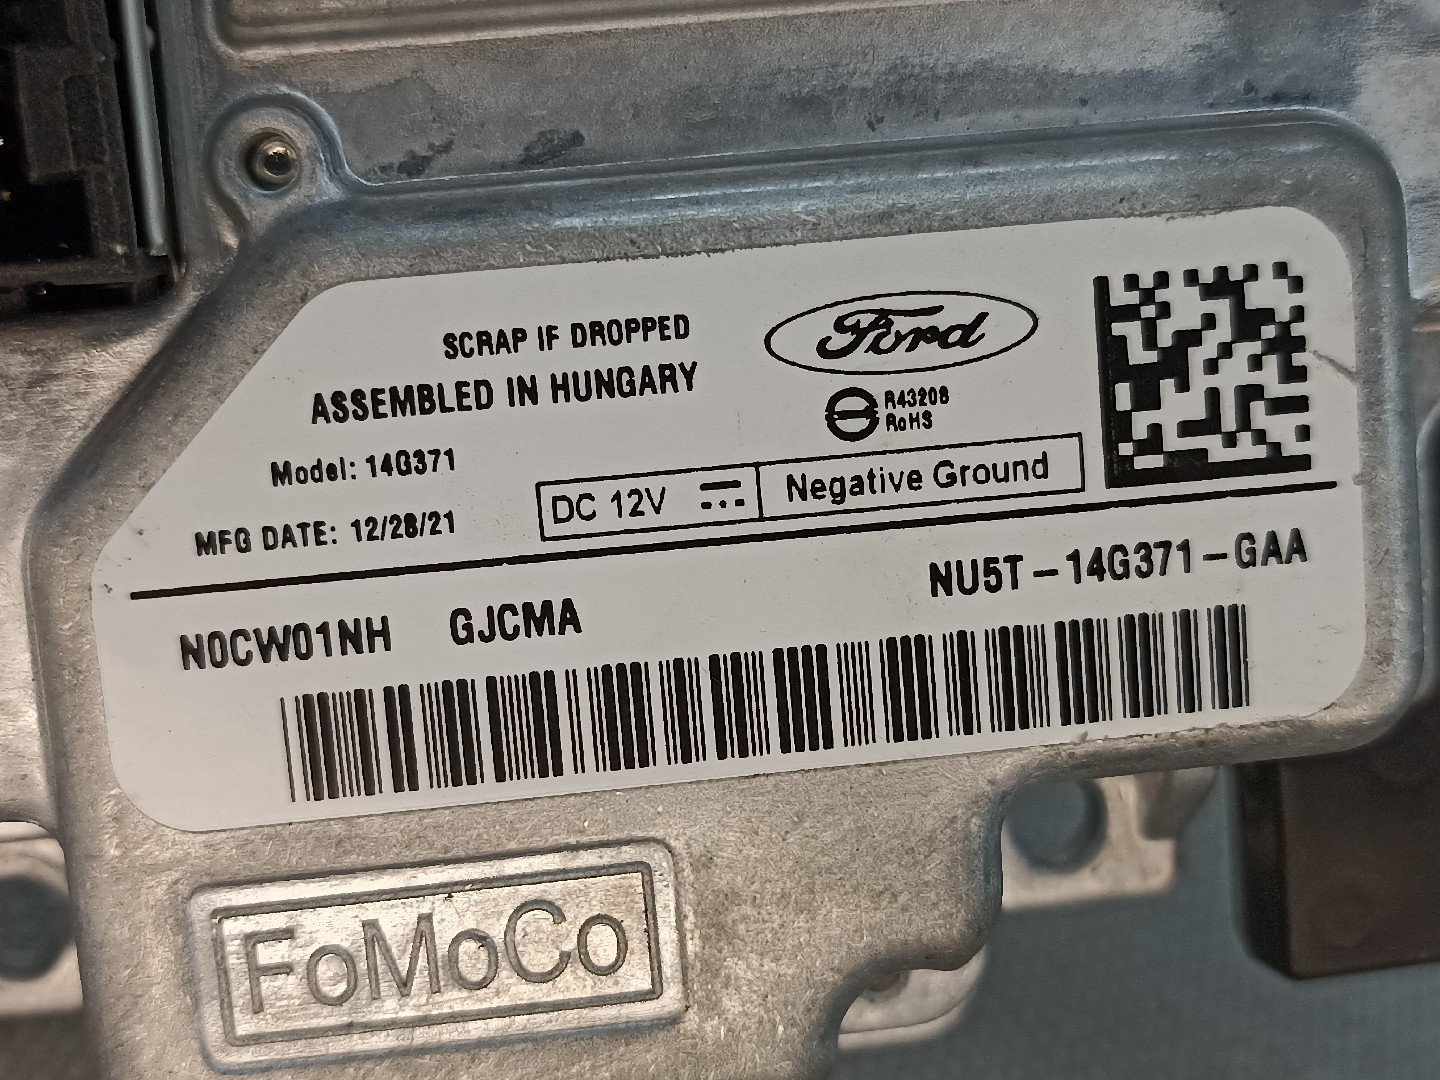 SCRAP IF DROPPED
ASSEMBLED IN HUNGARY
Ford
R43208
RoHS
Model: 14G371
DC 12V
Negative Ground
MFG DATE: 12/28/21
N0CW01NH GJCMA
NU5T-14G371-GAA
FoMoCo